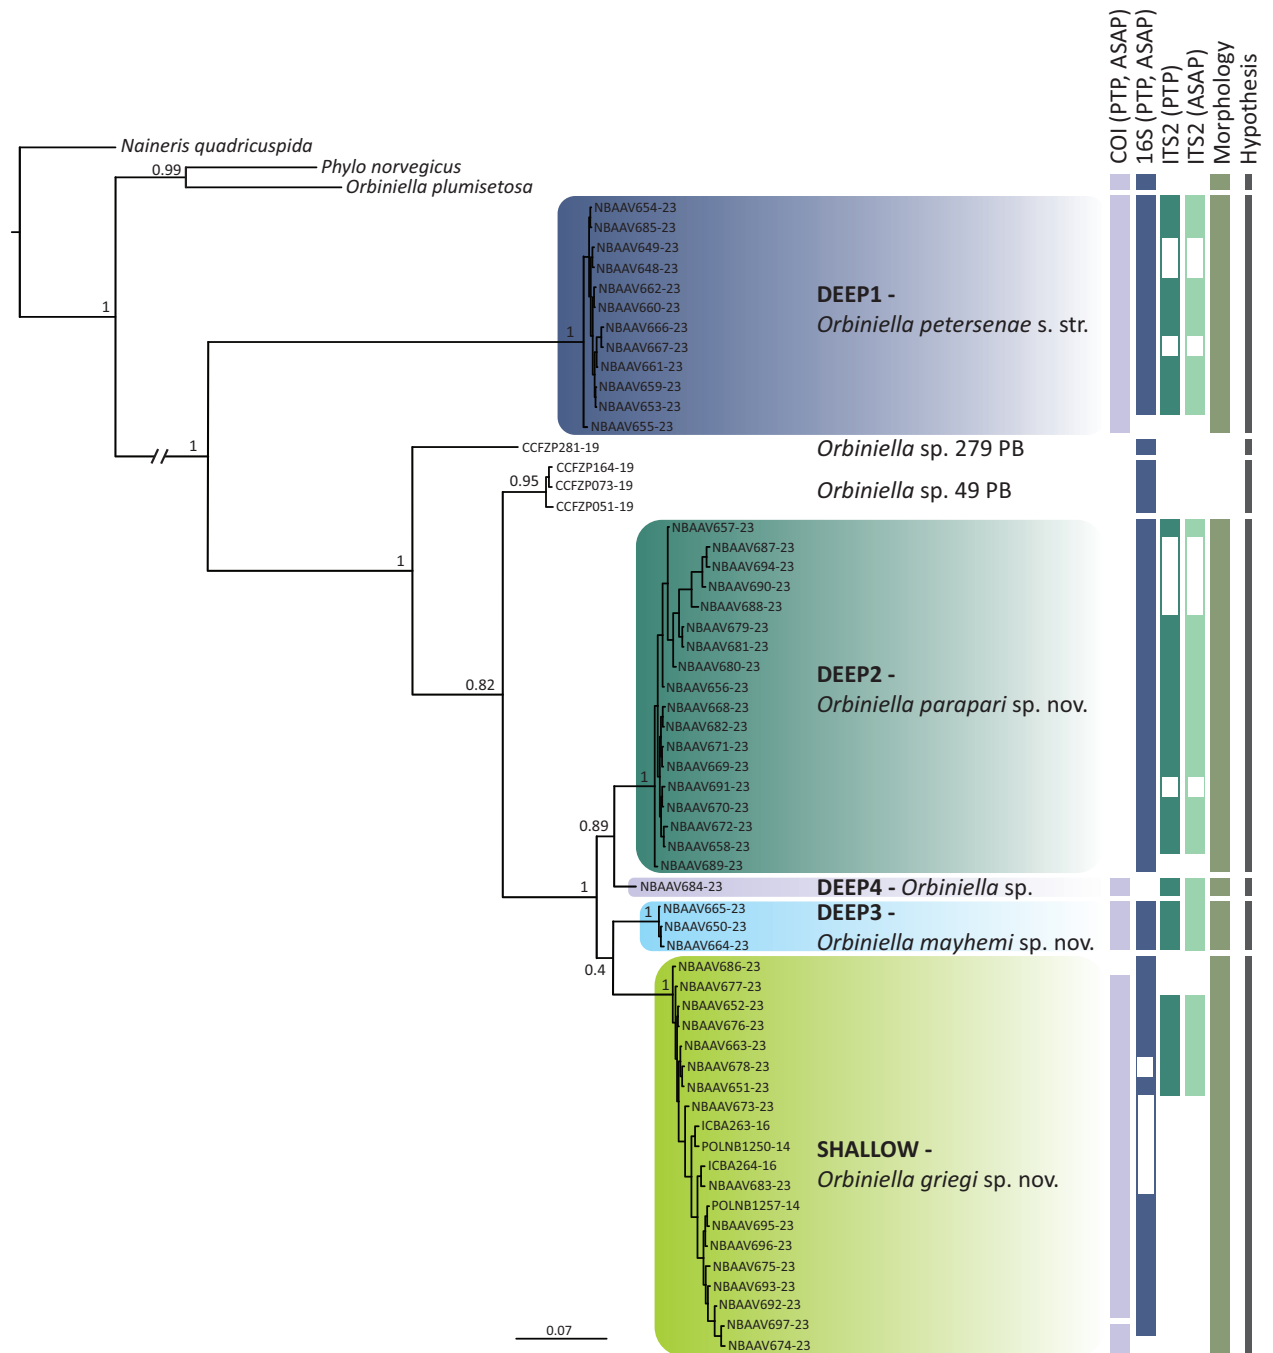 COI (PTP, ASAP)
16S (PTP, ASAP)
ITS2 (PTP)
ITS2 (ASAP)
Morphology
Hypothesis
Naineris quadricuspida
0.99
Phylo norvegicus
Orbiniella plumisetosa
1
NBAAV654-23
NBAAV685-23
NBAAV649-23
NBAAV648-23
NBAAV662-23
NBAAV660-23
NBAAV666-23
NBAAV667-23
NBAAV661-23
NBAAV659-23
NBAAV653-23
NBAAV655-23
1
DEEP1 -
Orbiniella petersenae s. str.
1
CCFZP281-19
Orbiniella sp. 279 PB
CCFZP164-19
CCFZP073-19
CCFZP051-19
0.95
Orbiniella sp. 49 PB
1
0.82
NBAAV657-23
NBAAV687-23
NBAAV694-23
NBAAV690-23
NBAAV688-23
NBAAV679-23
NBAAV681-23
NBAAV680-23
NBAAV656-23
NBAAV668-23
NBAAV682-23
NBAAV671-23
NBAAV669-23
NBAAV691-23
NBAAV670-23
NBAAV672-23
NBAAV658-23
NBAAV689-23
1
DEEP2 -
Orbiniella parapari sp. nov.
0.89
1
NBAAV684-23
DEEP4 - Orbiniella sp.
NBAAV665-23
NBAAV650-23
NBAAV664-23
1
DEEP3 -
Orbiniella mayhemi sp. nov.
0.4
1
NBAAV686-23
NBAAV677-23
NBAAV652-23
NBAAV676-23
NBAAV663-23
NBAAV678-23
NBAAV651-23
NBAAV673-23
ICBA263-16
POLNB1250-14
ICBA264-16
NBAAV683-23
POLNB1257-14
NBAAV695-23
NBAAV696-23
NBAAV675-23
NBAAV693-23
NBAAV692-23
NBAAV697-23
NBAAV674-23
SHALLOW -
Orbiniella griegi sp. nov.
0.07